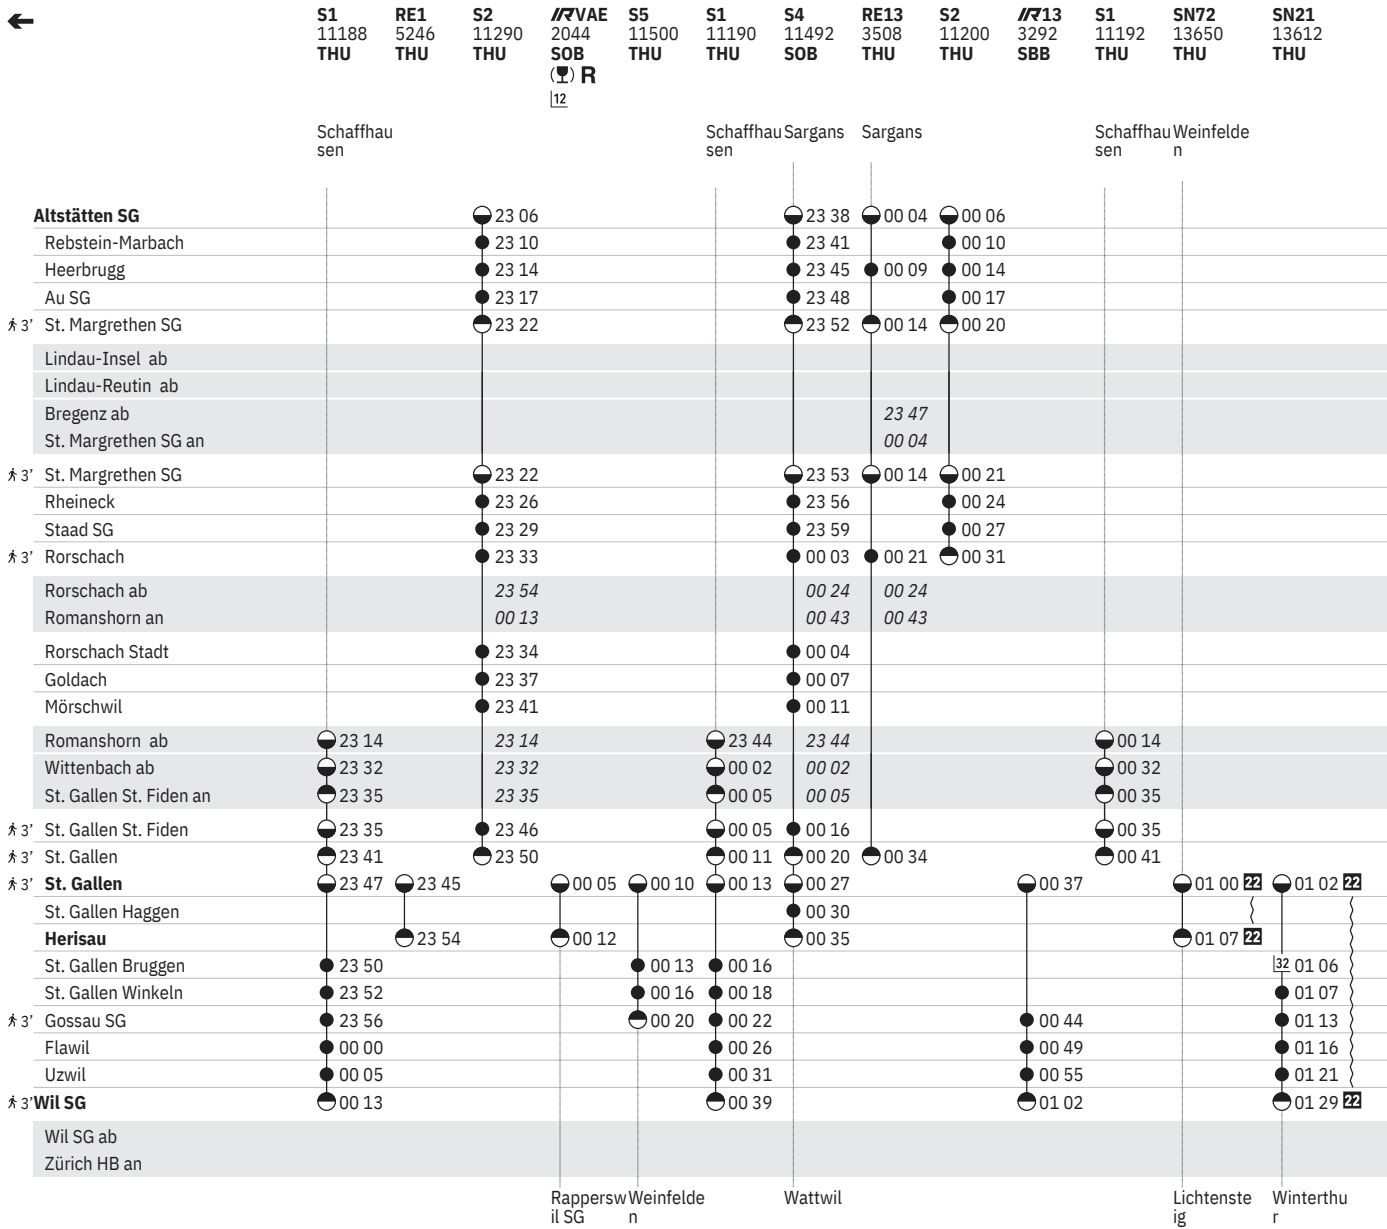 S1 RE1 S2 IR VAE S5 S1 S4 RE13 S2 IR13 S1 SN72 SN21
11188 5246 11290 2044 11500 11190 11492 3508 11200 3292 11192 13650 13612
THU THU THU SOB THU THU SOB THU THU SBB THU THU THU
R
12
Schaffhau Schaffhau Sargans Sargans Schaffhau Weinfelde
sen sen sen n
Altstätten SG 23 06 23 38 00 04 00 06
Rebstein-Marbach 23 10 23 41 00 10
Heerbrugg 23 14 23 45 00 09 00 14
Au SG 23 17 23 48 00 17
3' St. Margrethen SG 23 22 23 52 00 14 00 20
Lindau-Insel ab
Lindau-Reutin ab
Bregenz ab 23 47
St. Margrethen SG an 00 04
3' St. Margrethen SG 23 22 23 53 00 14 00 21
Rheineck 23 26 23 56 00 24
Staad SG 23 29 23 59 00 27
3' Rorschach 23 33 00 03 00 21 00 31
Rorschach ab 23 54 00 24 00 24
Romanshorn an 00 13 00 43 00 43
Rorschach Stadt 23 34 00 04
Goldach 23 37 00 07
Mörschwil 23 41 00 11
Romanshorn ab 23 14 23 14 23 44 23 44 00 14
Wittenbach ab 23 32 23 32 00 02 00 02 00 32
St. Gallen St. Fiden an 23 35 23 35 00 05 00 05 00 35
3' St. Gallen St. Fiden 23 35 23 46 00 05 00 16 00 35
3' St. Gallen 23 41 23 50 00 11 00 20 00 34 00 41
3' St. Gallen 23 47 23 45 00 05 00 10 00 13 00 27 00 37 01 00 22 01 02 22
St. Gallen Haggen 00 30
Herisau 23 54 00 12 00 35 01 07 22
St. Gallen Bruggen 23 50 00 13 00 16 32 01 06
St. Gallen Winkeln 23 52 00 16 00 18 01 07
3' Gossau SG 23 56 00 20 00 22 00 44 01 13
Flawil 00 00 00 26 00 49 01 16
Uzwil 00 05 00 31 00 55 01 21
3' Wil SG 00 13 00 39 01 02 01 29 22
Wil SG ab
Zürich HB an
Rappersw Weinfelde Wattwil Lichtenste Winterthu
il SG n ig r